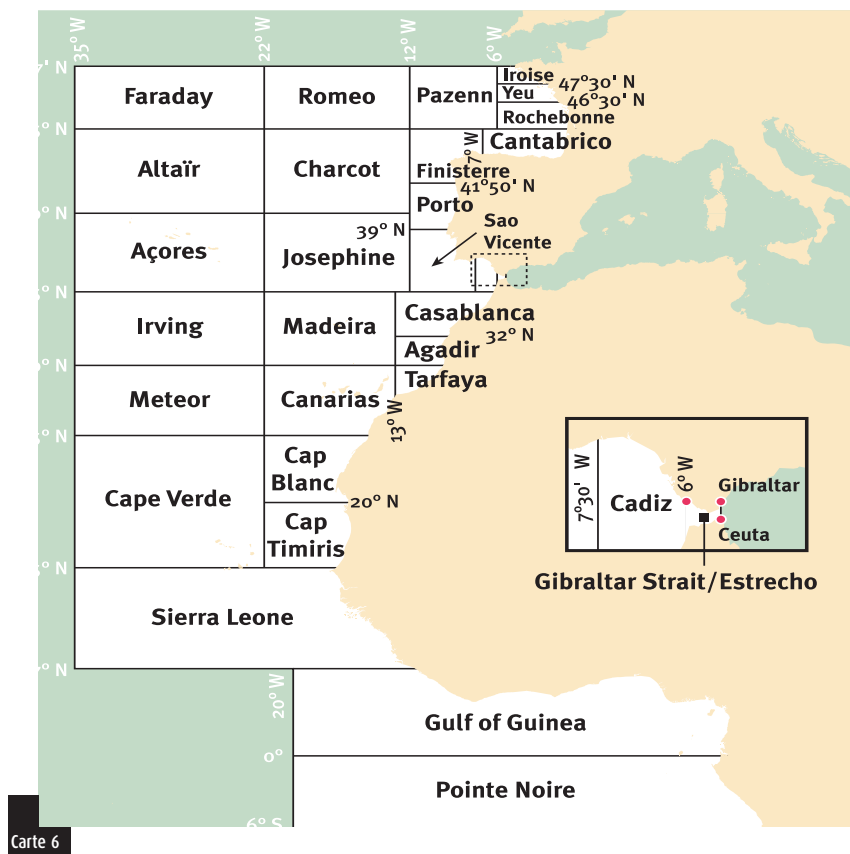 35° W
22° W
12° W
6° W
° N
Faraday
Romeo
Pazenn
Iroise
47°30' N
Yeu
46°30' N
Rochebonne
° N
Altaïr
Charcot
7° W
Cantabrico
Finisterre
41°50' N
Porto
° N
Açores
Josephine
39° N
Sao
Vicente
° N
Irving
Madeira
Casablanca
32° N
Agadir
° N
Meteor
Canarias
Tarfaya
13° W
° N
Cape Verde
Cap
Blanc
20° N
Cap
Timiris
7°30' W
Cadiz
6° W
Gibraltar
Ceuta
Gibraltar Strait/Estrecho
° N
Sierra Leone
° N
20° W
Gulf of Guinea
0°
Pointe Noire
6° S
Carte 6